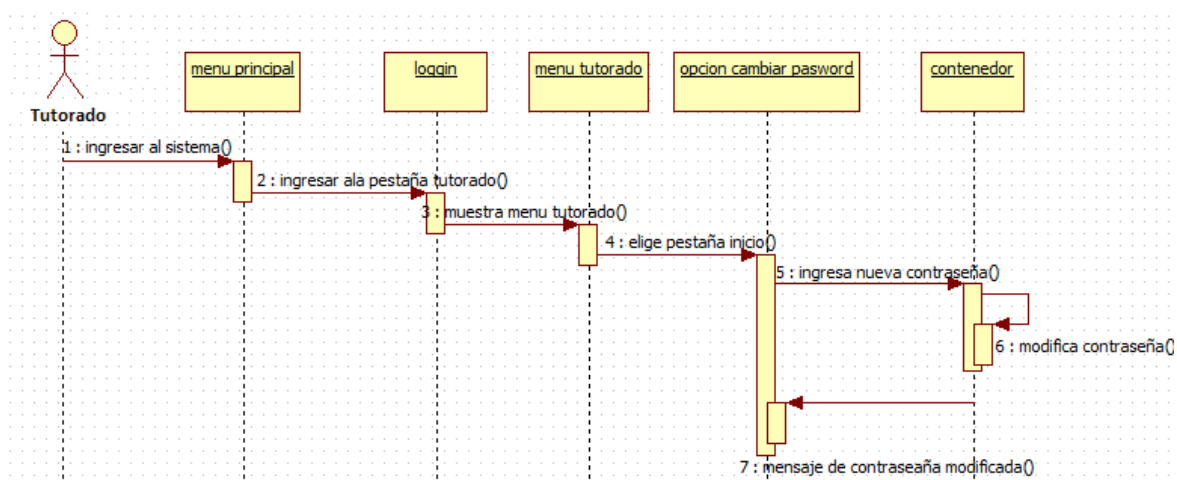 menu principal
loggin
menu tutorado
opcion cambiar pasword
contenedor
Tutorado
1 : ingresar al sistema()
2 : ingresar ala pestaña tutorado()
3 : muestra menu tutorado()
4 : elige pestaña inicio()
5 : ingresa nueva contraseña()
6 : modifica contraseña()
7 : mensaje de contraseaña modificada()